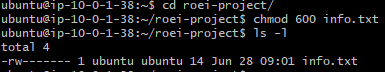 ubuntu@ip-10-0-1-38:~$ cd roei-project/
ubuntu@ip-10-0-1-38:~/roei-project$ chmod 600 info.txt
ubuntu@ip-10-0-1-38:~/roei-project$ ls -l
total 4
-rw------- 1 ubuntu ubuntu 14 Jun 28 09:01 info.txt